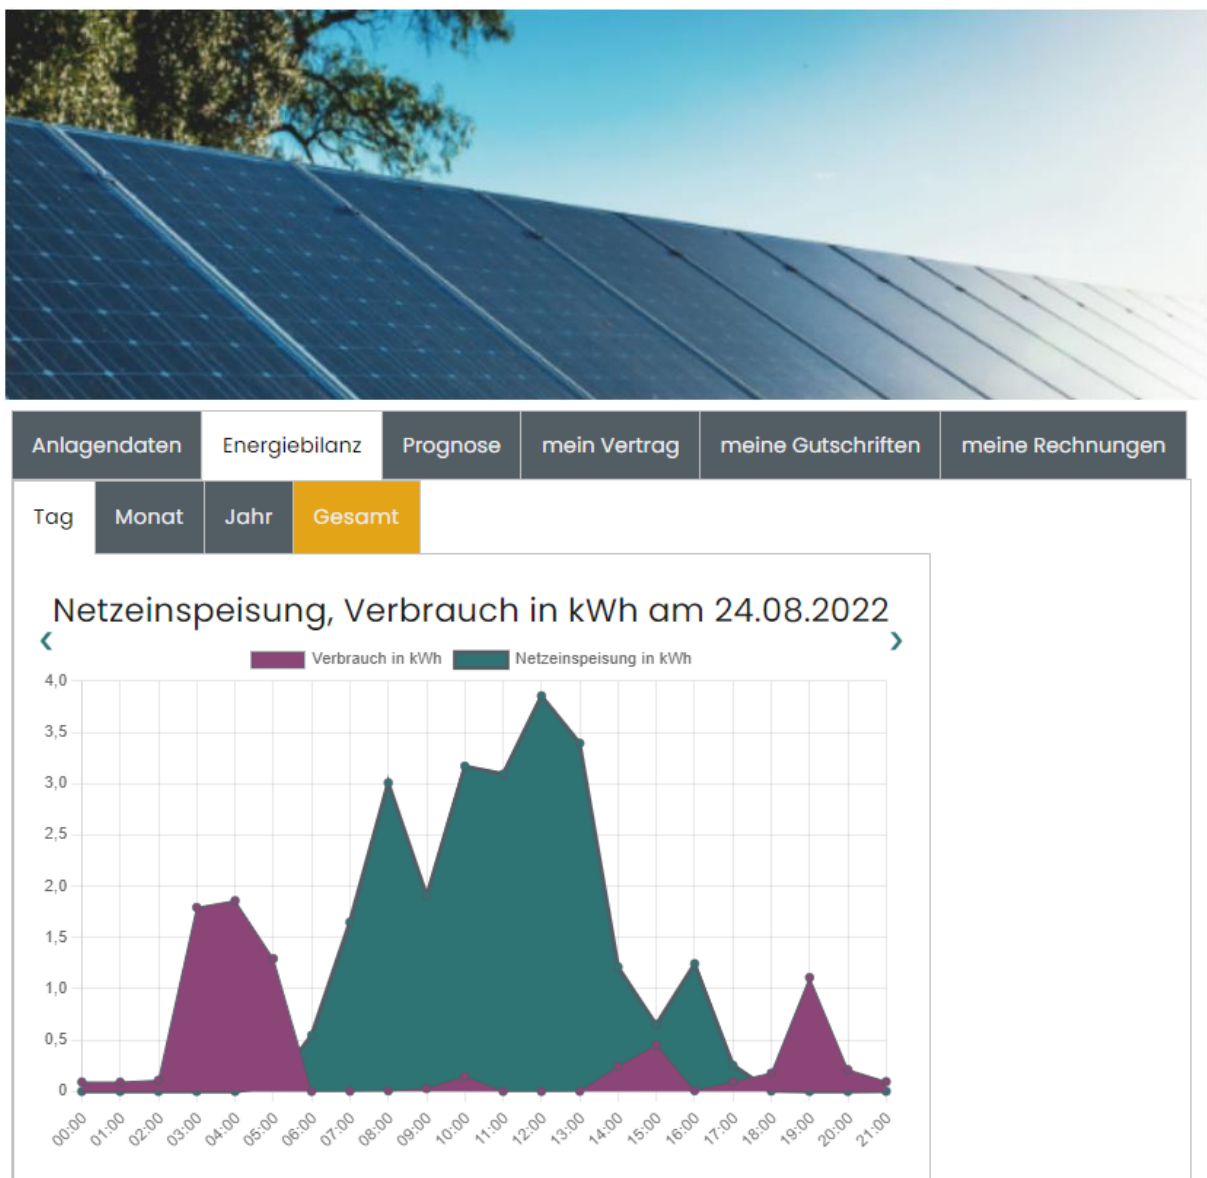 Anlagendaten Energiebilanz Prognose mein Vertrag meine Gutschriften meine Rechnungen
Tag Monat Jahr Gesamt
Netzeinspeisung, Verbrauch in kWh am 24.08.2022
Verbrauch in kWh Netzeinspeisung in kWh
4,0
3,5
3,0
2,5
2,0
1,5
1,0
0,5
0
00:00 01:00 02:00 03:00 04:00 05:00 06:00 07:00 08:00 09:00 10:00 11:00 12:00 13:00 14:00 15:00 16:00 17:00 18:00 19:00 20:00 21:00